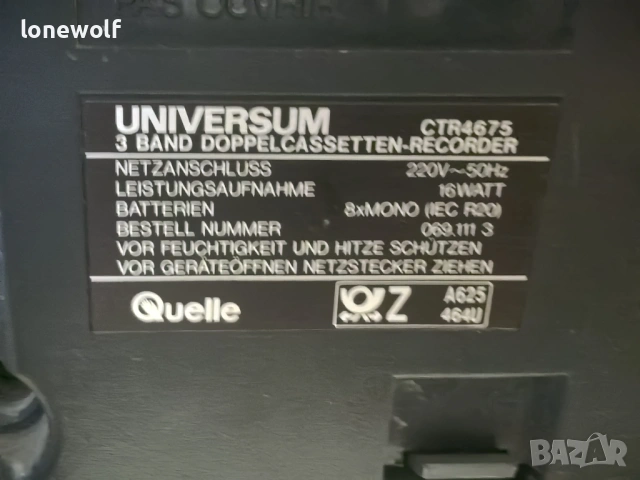 lonewolf
UNIVERSUM CTR4675
3 BAND DOPPELCASSETTEN-RECORDER
NETZANSCHLUSS 220V~50Hz
LEISTUNGSAUFNAHME 16WATT
BATTERIEN 8xMONO (IEC R20)
BESTELL NUMMER 069.111 3
VOR FEUCHTIGKEIT UND HITZE SCHÜTZEN
VOR GERÄTEÖFFNEN NETZSTECKER ZIEHEN
Quelle Z A625
464U
BAZAR